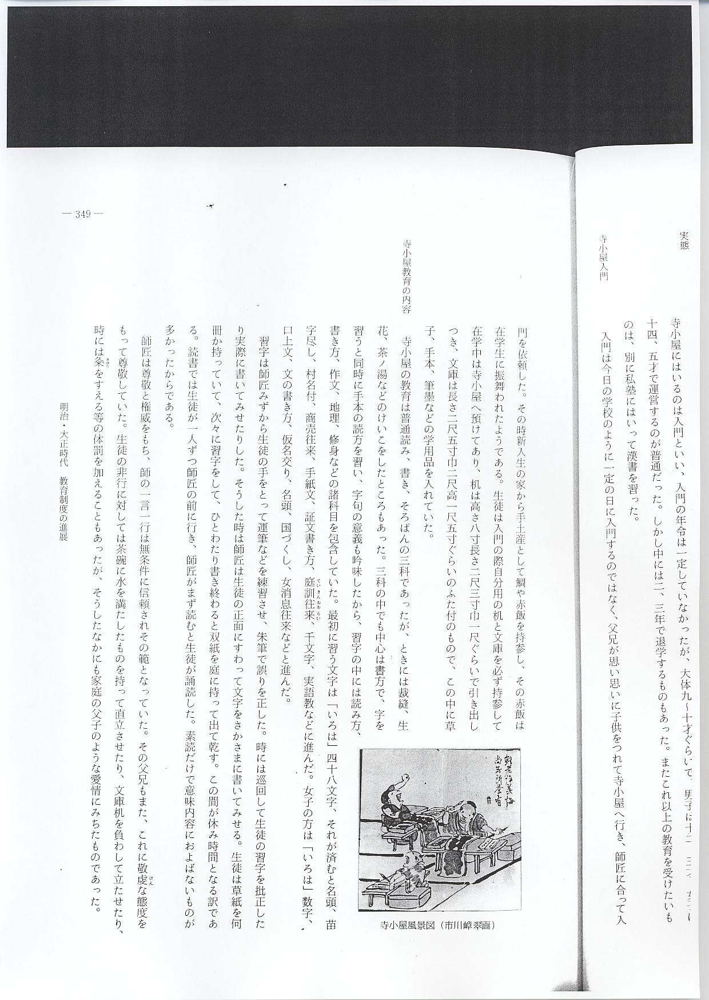 実態
寺小屋にはいるのは入門といい、入門の年令は一定していなかったが、大体九～十才ぐらいで、男子は十二
十四、五才で運営するのが普通だった。しかし中には二、三年で退学するものもあった。またこれ以上の教育を受けたいも
のは、別に私塾にはいって漢書を習った。
寺小屋入門
入門は今日の学校のように一定の日に入門するのではなく、父兄が思い思いに子供をつれて寺小屋へ行き、師匠に合って入
門を依頼した。その時新入生の家から手土産として鯛や赤飯を持参し、その赤飯は
在学生に振舞われたようである。生徒は入門の際自分用の机と文庫を必ず持参して
在学中は寺小屋へ預けてあり、机は高さ八寸長さ二尺三寸巾一尺ぐらいで引き出し
つき、文庫は長さ二尺五寸巾二尺高一尺五寸ぐらいのふた付のもので、この中に草
子、手本、筆墨などの学用品を入れていた。
寺小屋教育の内容
寺小屋の教育は普通読み、書き、そろばんの三科であったが、ときには裁縫、生
花、茶ノ湯などのけいこをしたところもあった。三科の中でも中心は書方で、字を
習うと同時に手本の読方を習い、字句の意義も吟味したから、習字の中には読み方、
書き方、作文、地理、修身などの諸科目を包含していた。最初に習う文字は「いろは」四十八文字、それが済むと名頭、苗
字尽し、村名付、商売往来、手紙文、証文書き方、庭訓往来、千文字、実語教などに進んだ。女子の方は「いろは」数字、
ていきんおおらい
口上文、文の書き方、仮名交り、名頭、国づくし、女消息往来などと進んだ。
習字は師匠みずから生徒の手をとって運筆などを練習させ、朱筆で誤りを正した。時には巡回して生徒の習字を批正した
り実際に書いてみせたりした。そうした時は師匠は生徒の正面にすわって文字をさかさまに書いてみせる。生徒は草紙を何
冊か持っていて、次々に習字をして、ひとわたり書き終わると双紙を庭に持って出て乾す。この間が休み時間となる訳であ
る。読書では生徒が一人ずつ師匠の前に行き、師匠がまず読むと生徒が誦読した。素読だけで意味内容におよばないものが
多かったからである。
師匠は尊敬と権威をもち、師の一言一行は無条件に信頼されその範となっていた。その父兄もまた、これに敬虔な態度を
けん
もって尊敬していた。生徒の非行に対しては茶碗に水を満たしたものを持って直立させたり、文庫机を負わして立たせたり、
時には灸をすえる等の体罰を加えることもあったが、そうしたなかにも家庭の父子のような愛情にみちたものであった。
寺小屋風景図（市川嶂翠画）
明治・大正時代　教育制度の進展
― 349 ―